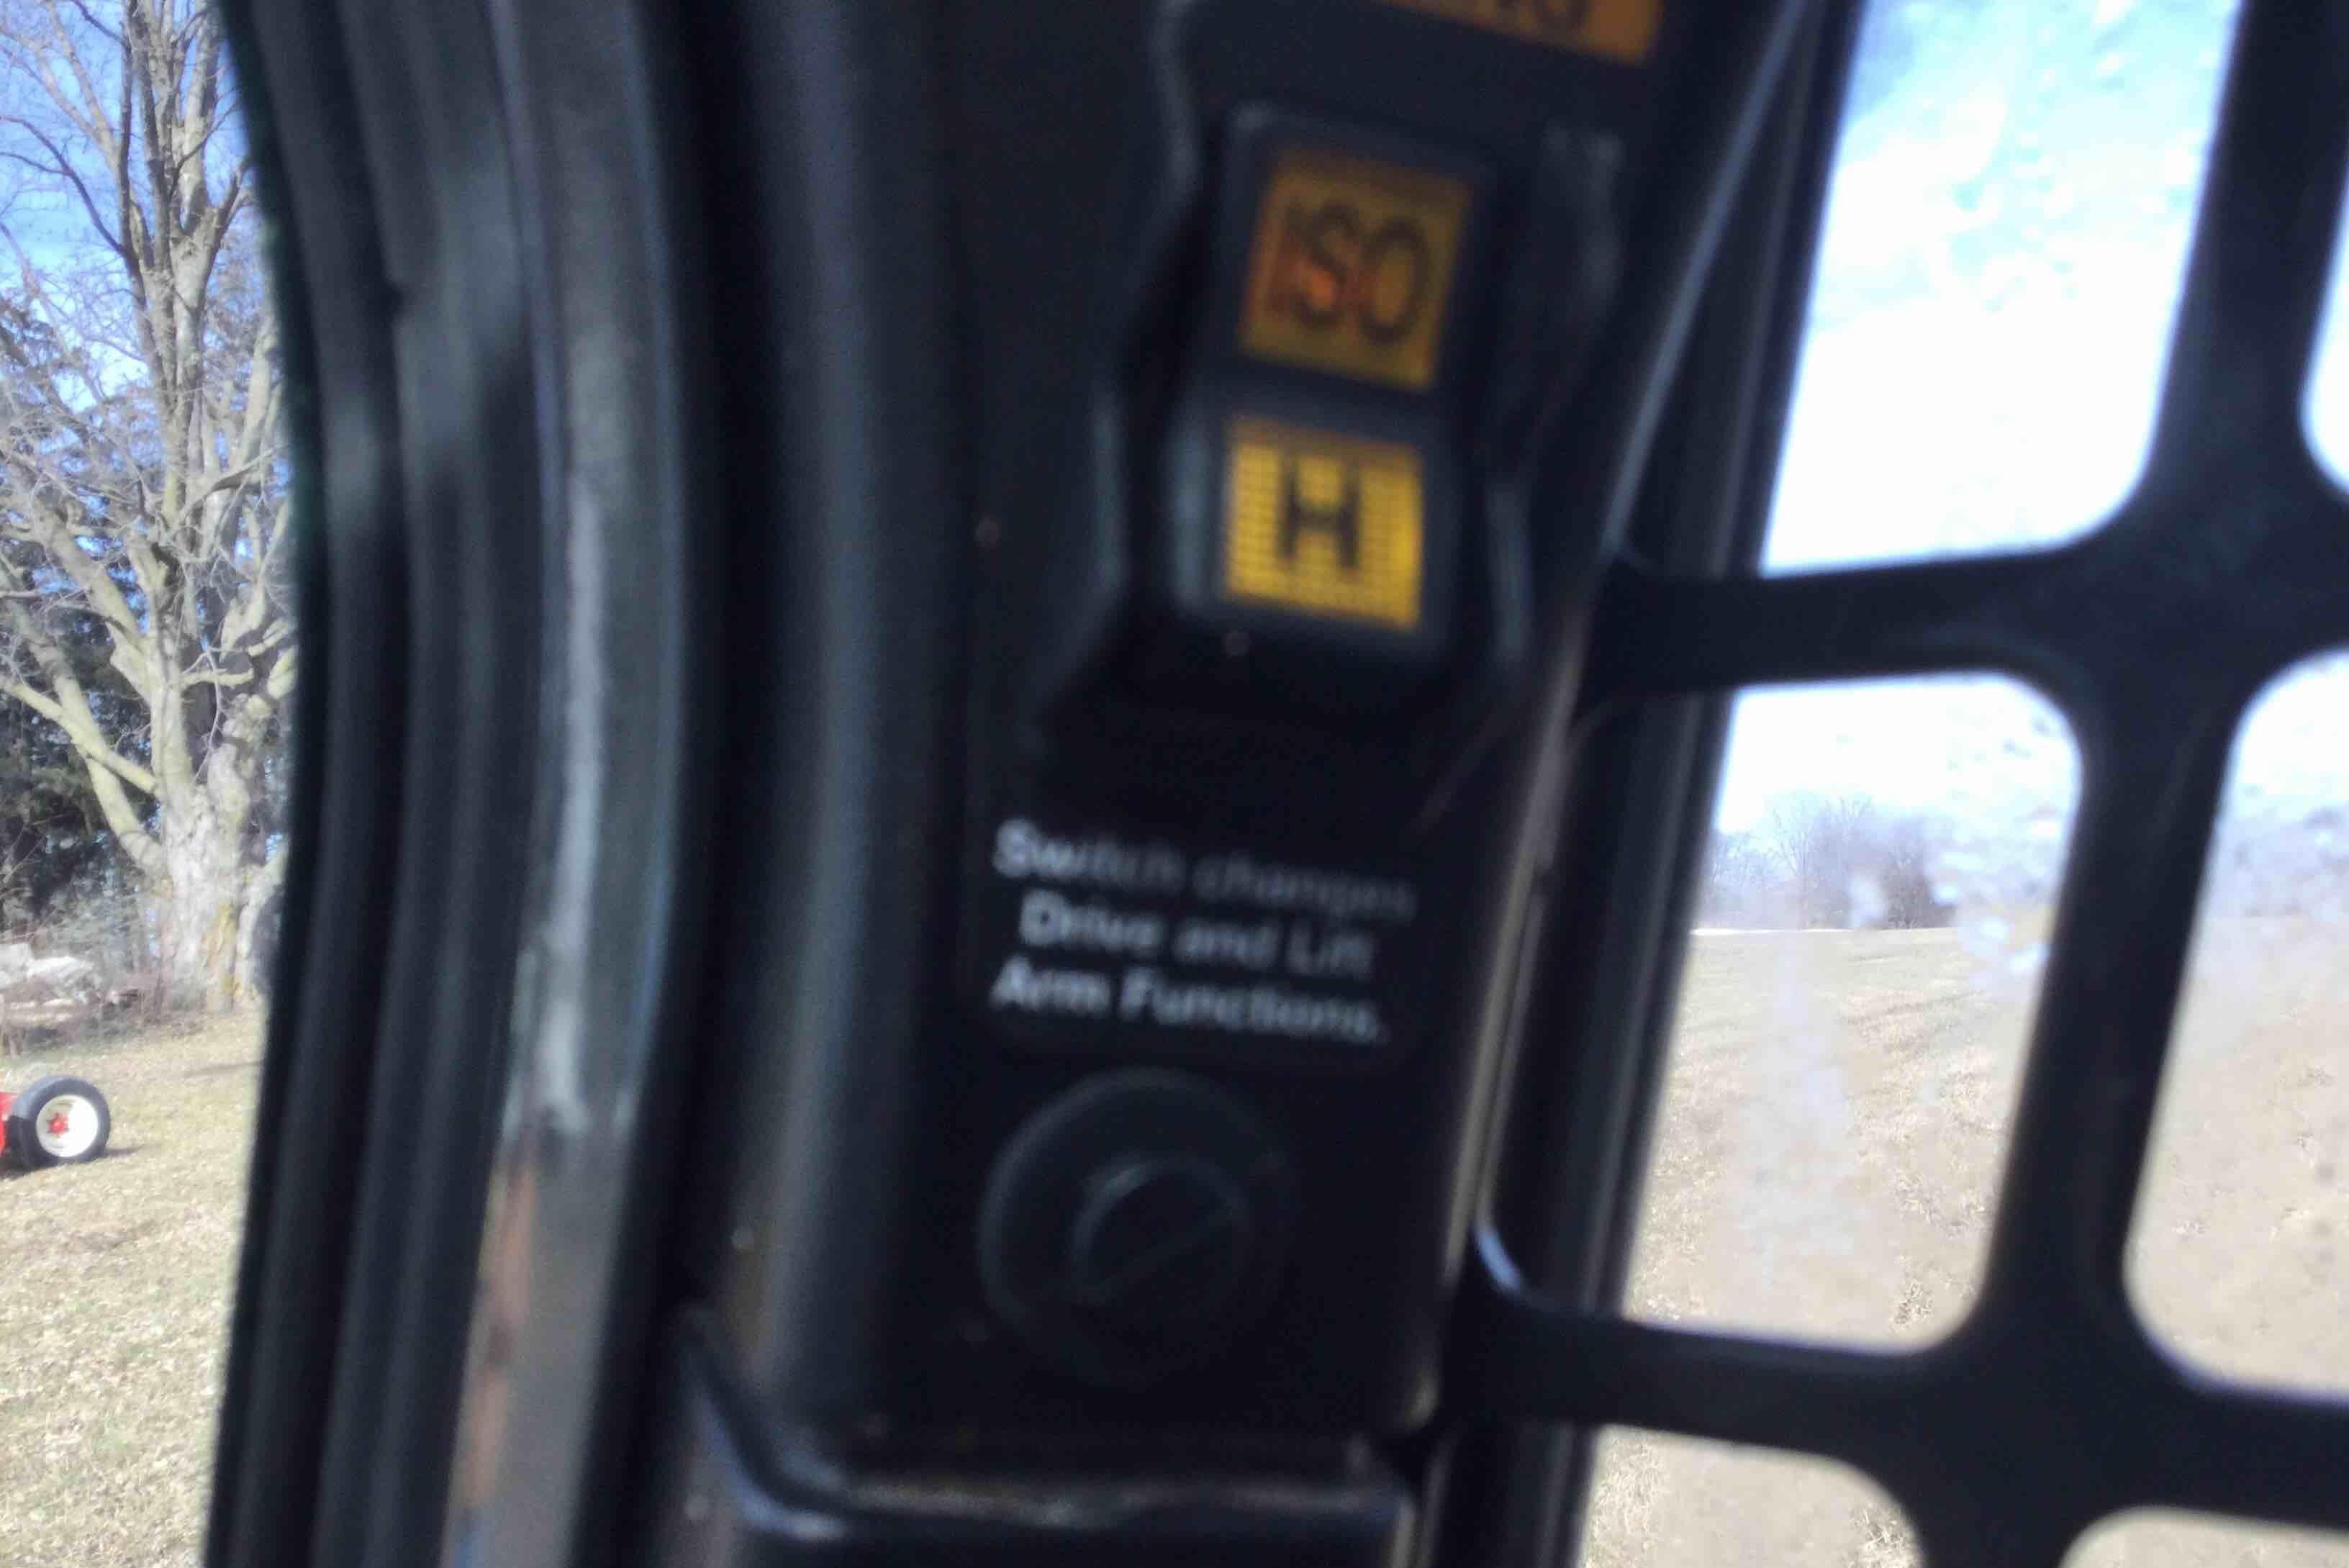 ISO
H
Switch changes
Drive and Lift
Arm Functions.